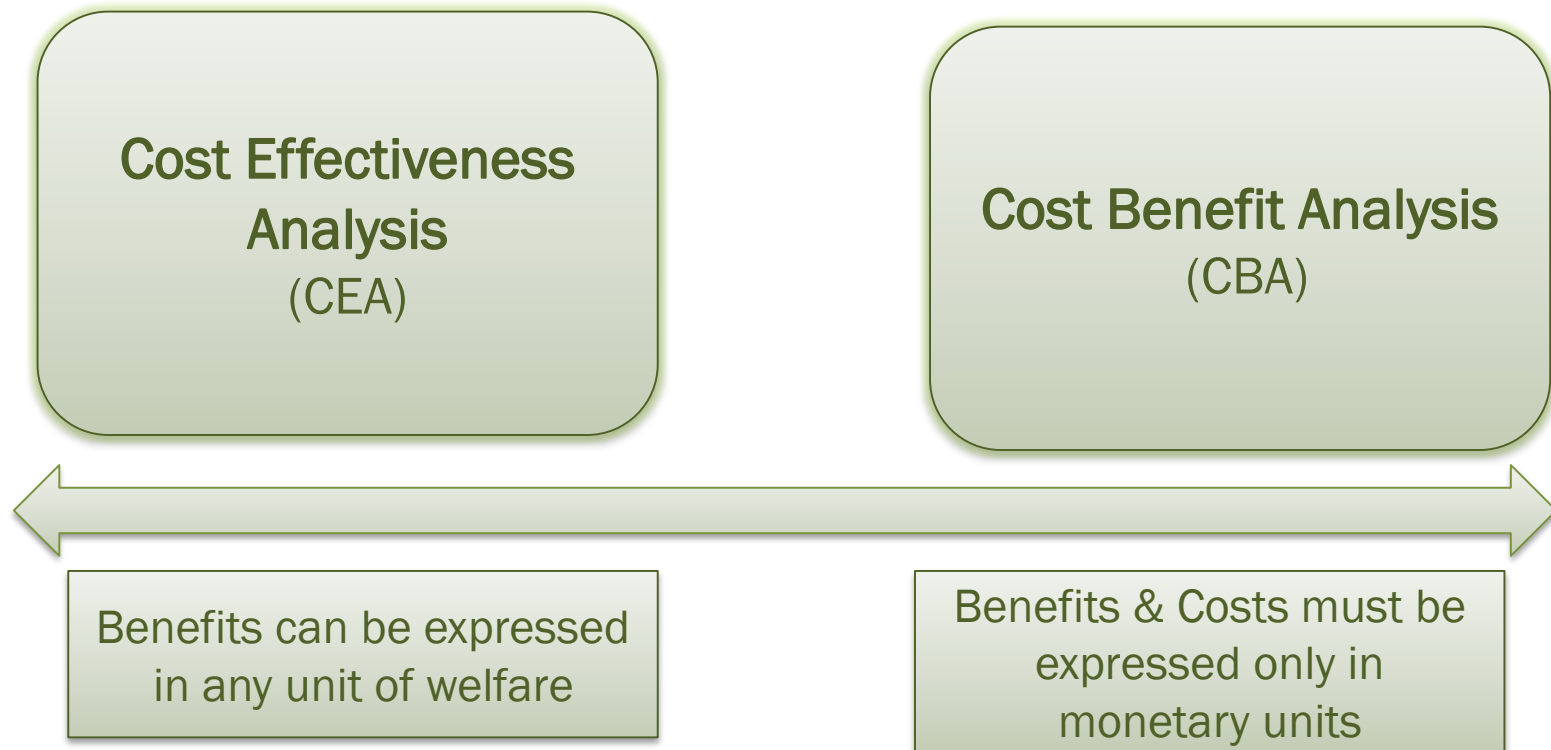 Cost Effectiveness
Analysis
(CEA)
Cost Benefit Analysis
(CBA)
Benefits can be expressed
in any unit of welfare
Benefits & Costs must be
expressed only in
monetary units